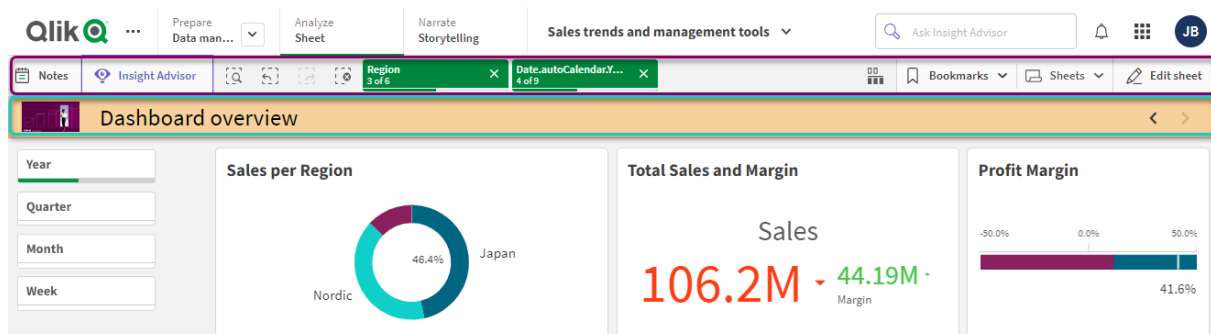 Qlik
Prepare
Data man...
Analyze
Sheet
Narrate
Storytelling
Sales trends and management tools
Ask Insight Advisor
JB
Notes
Insight Advisor
Region
3 of 6
Date.autoCalendar.Y...
4 of 9
Bookmarks
Sheets
Edit sheet
Dashboard overview
Year
Quarter
Month
Week
Sales per Region
46.4%
Japan
Nordic
Total Sales and Margin
Sales
106.2M
44.19M
Margin
Profit Margin
-50.0% 0.0% 50.0%
41.6%